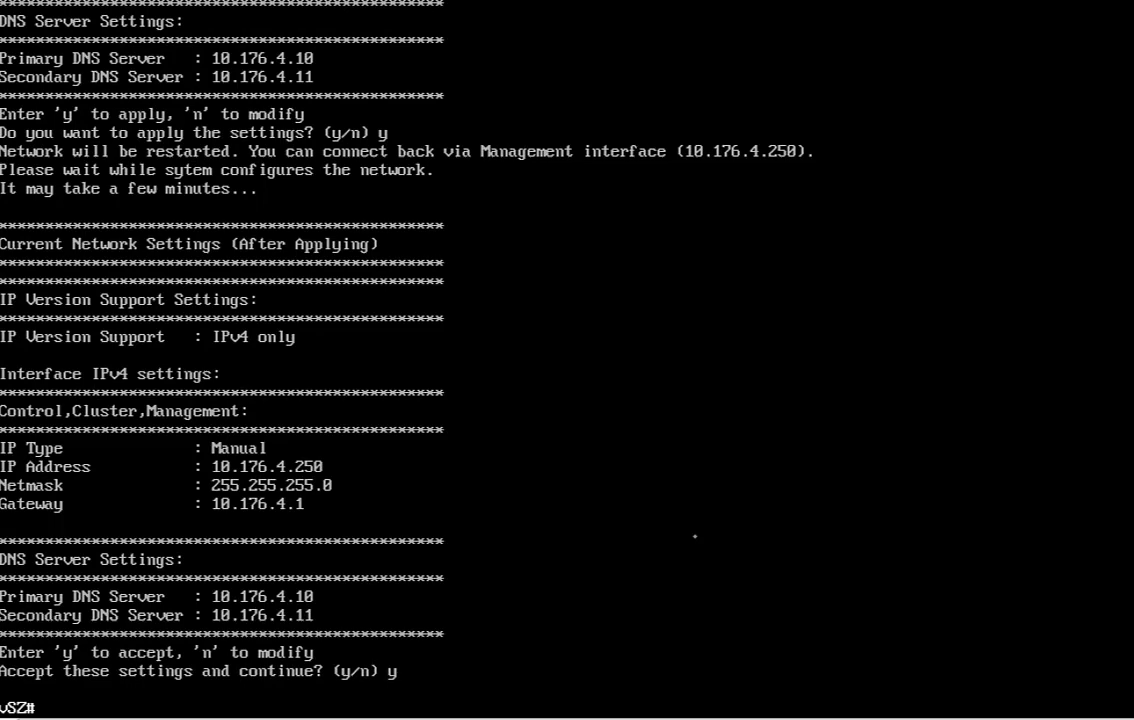 *************************************************
DNS Server Settings:
*************************************************
Primary DNS Server   : 10.176.4.10
Secondary DNS Server : 10.176.4.11
*************************************************
Enter 'y' to apply, 'n' to modify
Do you want to apply the settings? (y/n) y
Network will be restarted. You can connect back via Management interface (10.176.4.250).
Please wait while sytem configures the network.
It may take a few minutes...
*************************************************
Current Network Settings (After Applying)
*************************************************
*************************************************
IP Version Support Settings:
*************************************************
IP Version Support   : IPv4 only
Interface IPv4 settings:
*************************************************
Control,Cluster,Management:
*************************************************
IP Type              : Manual
IP Address           : 10.176.4.250
Netmask              : 255.255.255.0
Gateway              : 10.176.4.1
*************************************************
DNS Server Settings:
*************************************************
Primary DNS Server   : 10.176.4.10
Secondary DNS Server : 10.176.4.11
*************************************************
Enter 'y' to accept, 'n' to modify
Accept these settings and continue? (y/n) y
vSZ#